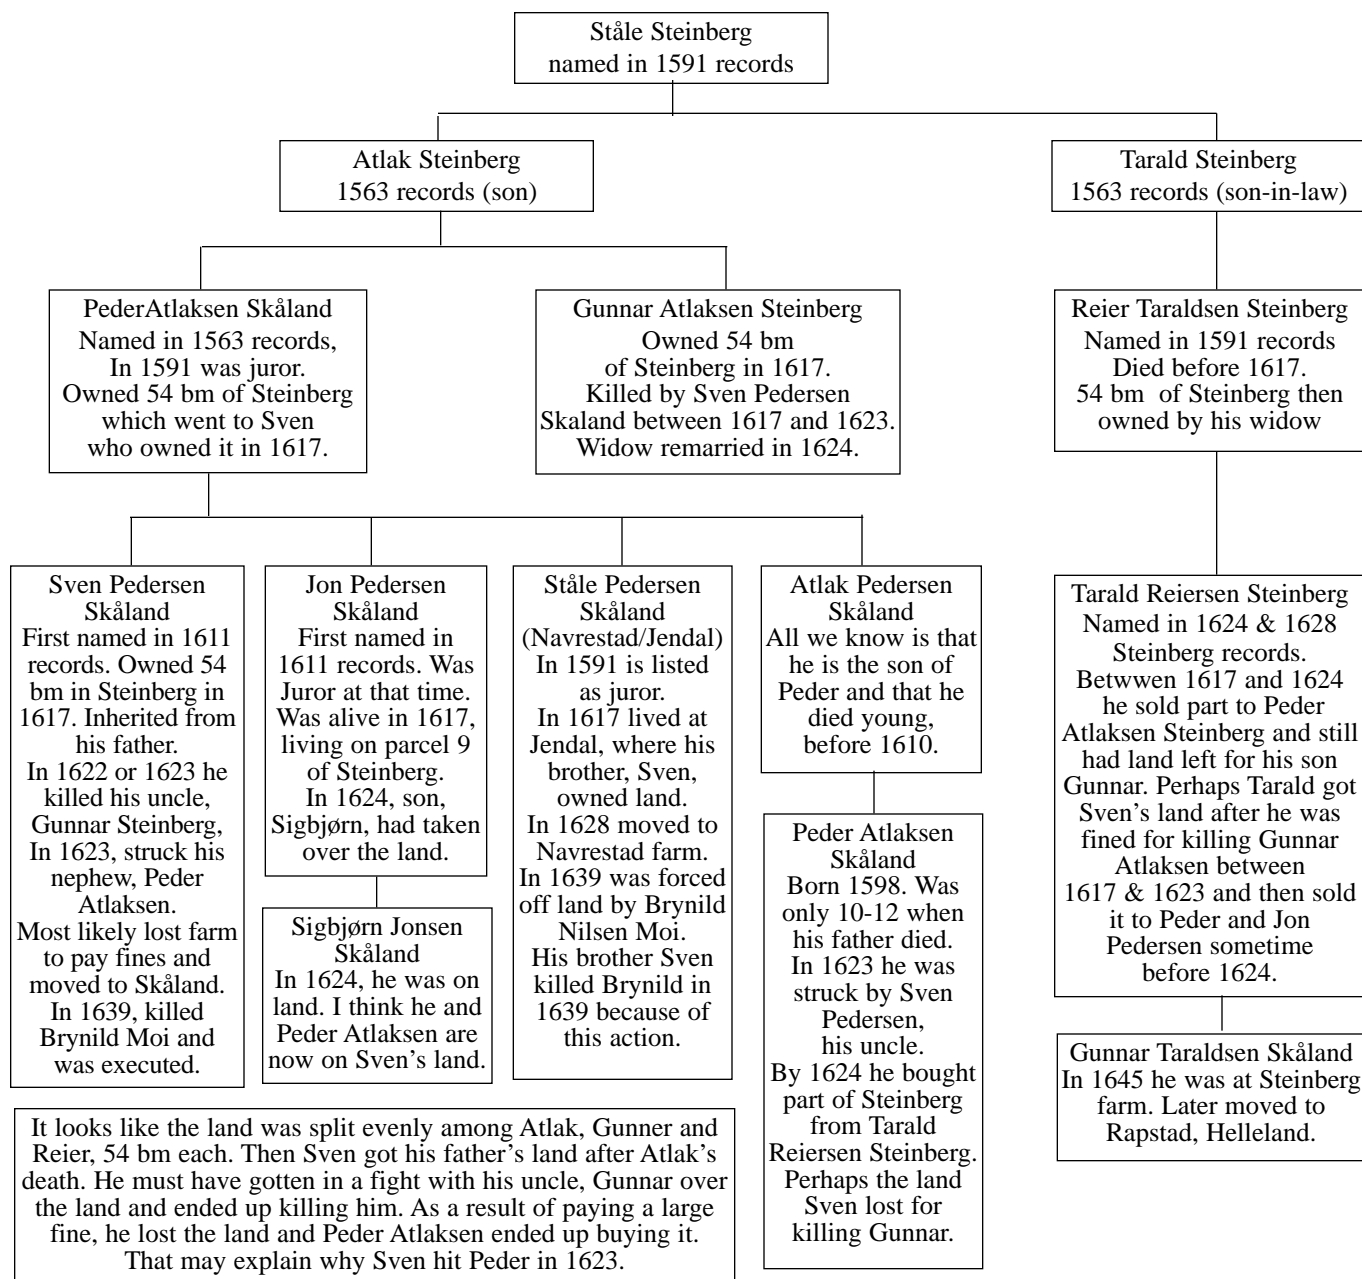 Ståle Steinberg
named in 1591 records
Atlak Steinberg
1563 records (son)
Tarald Steinberg
1563 records (son-in-law)
PederAtlaksen Skåland
Named in 1563 records,
In 1591 was juror.
Owned 54 bm of Steinberg
which went to Sven
who owned it in 1617.
Gunnar Atlaksen Steinberg
Owned 54 bm
of Steinberg in 1617.
Killed by Sven Pedersen
Skaland between 1617 and 1623.
Widow remarried in 1624.
Reier Taraldsen Steinberg
Named in 1591 records
Died before 1617.
54 bm of Steinberg then
owned by his widow
Sven Pedersen
Skåland
First named in 1611
records. Owned 54
bm in Steinberg in
1617. Inherited from
his father.
In 1622 or 1623 he
killed his uncle,
Gunnar Steinberg,
In 1623, struck his
nephew, Peder
Atlaksen.
Most likely lost farm
to pay fines and
moved to Skåland.
In 1639, killed
Brynild Moi and
was executed.
Jon Pedersen
Skåland
First named in
1611 records. Was
Juror at that time.
Was alive in 1617,
living on parcel 9
of Steinberg.
In 1624, son,
Sigbjørn, had taken
over the land.
Sigbjørn Jonsen
Skåland
In 1624, he was on
land. I think he and
Peder Atlaksen are
now on Sven's land.
Ståle Pedersen
Skåland
(Navrestad/Jendal)
In 1591 is listed
as juror.
In 1617 lived at
Jendal, where his
brother, Sven,
owned land.
In 1628 moved to
Navrestad farm.
In 1639 was forced
off land by Brynild
Nilsen Moi.
His brother Sven
killed Brynild in
1639 because of
this action.
Atlak Pedersen
Skåland
All we know is that
he is the son of
Peder and that he
died young,
before 1610.
Peder Atlaksen
Skåland
Born 1598. Was
only 10-12 when
his father died.
In 1623 he was
struck by Sven
Pedersen,
his uncle.
By 1624 he bought
part of Steinberg
from Tarald
Reiersen Steinberg.
Perhaps the land
Sven lost for
killing Gunnar.
Tarald Reiersen Steinberg
Named in 1624 & 1628
Steinberg records.
Betwwen 1617 and 1624
he sold part to Peder
Atlaksen Steinberg and still
had land left for his son
Gunnar. Perhaps Tarald got
Sven's land after he was
fined for killing Gunnar
Atlaksen between
1617 & 1623 and then sold
it to Peder and Jon
Pedersen sometime
before 1624.
Gunnar Taraldsen Skåland
In 1645 he was at Steinberg
farm. Later moved to
Rapstad, Helleland.
It looks like the land was split evenly among Atlak, Gunner and
Reier, 54 bm each. Then Sven got his father's land after Atlak's
death. He must have gotten in a fight with his uncle, Gunnar over
the land and ended up killing him. As a result of paying a large
fine, he lost the land and Peder Atlaksen ended up buying it.
That may explain why Sven hit Peder in 1623.